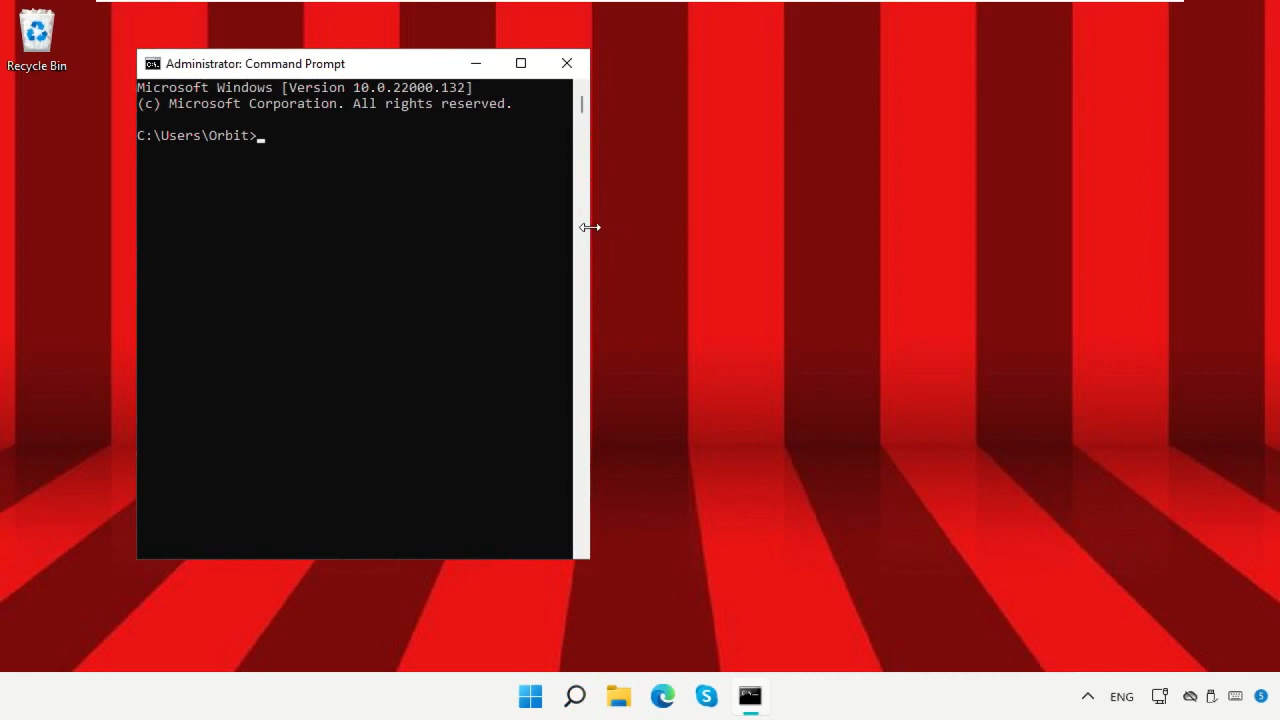 Recycle Bin
Administrator: Command Prompt
Microsoft Windows [Version 10.0.22000.132]
(c) Microsoft Corporation. All rights reserved.
C:\Users\Orbit>
ENG
5